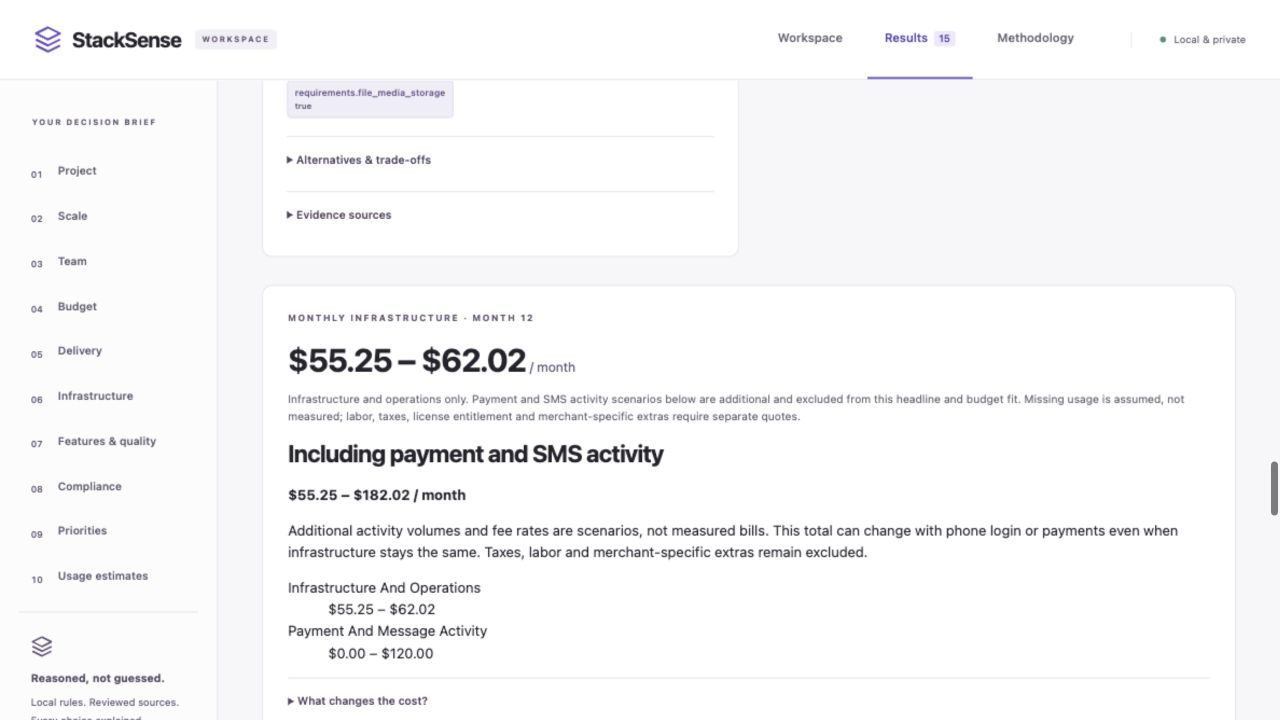 StackSense
WORKSPACE
Workspace
Results 15
Methodology
Local & private
YOUR DECISION BRIEF
01 Project
02 Scale
03 Team
04 Budget
05 Delivery
06 Infrastructure
07 Features & quality
08 Compliance
09 Priorities
10 Usage estimates
Reasoned, not guessed.
Local rules. Reviewed sources.
Every choice explained.
requirements.file_media_storage
true
Alternatives & trade-offs
Evidence sources
MONTHLY INFRASTRUCTURE · MONTH 12
$55.25 – $62.02 / month
Infrastructure and operations only. Payment and SMS activity scenarios below are additional and excluded from this headline and budget fit. Missing usage is assumed, not
measured; labor, taxes, license entitlement and merchant-specific extras require separate quotes.
Including payment and SMS activity
$55.25 – $182.02 / month
Additional activity volumes and fee rates are scenarios, not measured bills. This total can change with phone login or payments even when
infrastructure stays the same. Taxes, labor and merchant-specific extras remain excluded.
Infrastructure And Operations
$55.25 – $62.02
Payment And Message Activity
$0.00 – $120.00
What changes the cost?